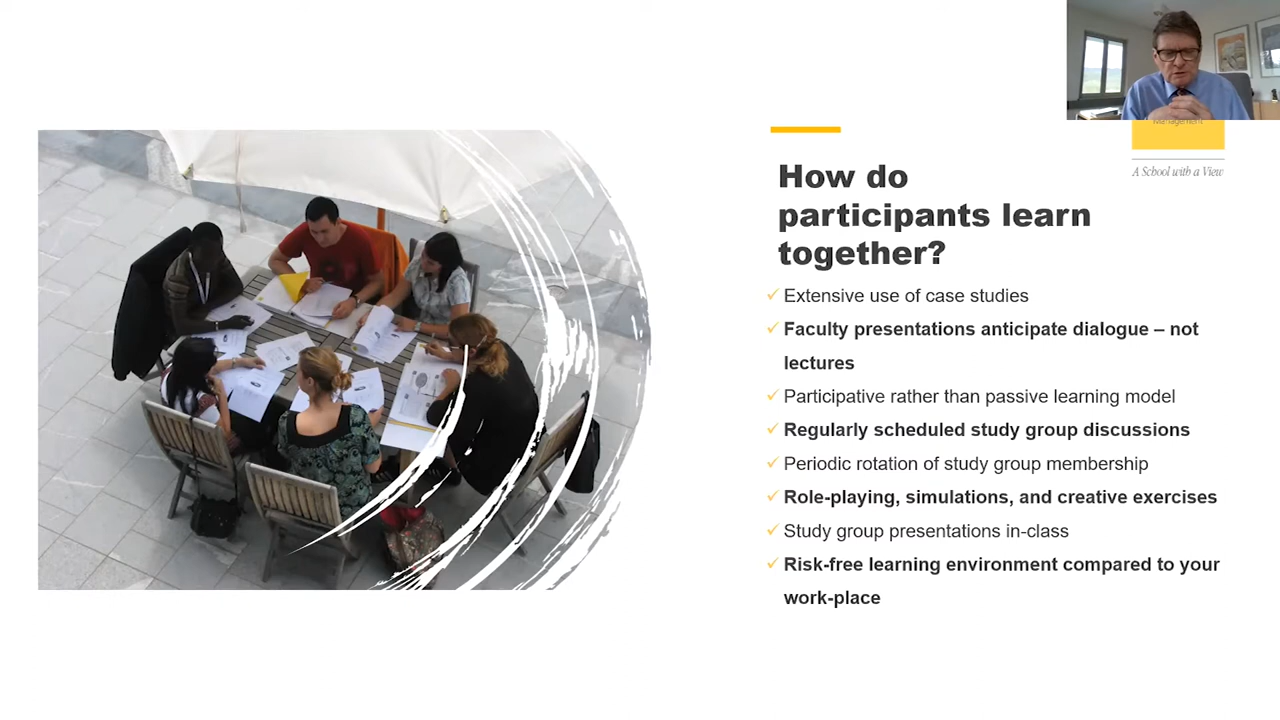 Management
A School with a View
How do
participants learn
together?
Extensive use of case studies
Faculty presentations anticipate dialogue – not
lectures
Participative rather than passive learning model
Regularly scheduled study group discussions
Periodic rotation of study group membership
Role-playing, simulations, and creative exercises
Study group presentations in-class
Risk-free learning environment compared to your
work-place